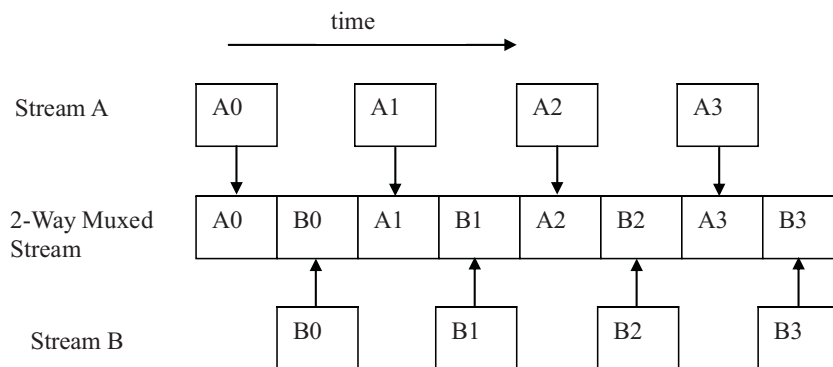 time
Stream A
A0 A1 A2 A3
2-Way Muxed
Stream
A0 B0 A1 B1 A2 B2 A3 B3
Stream B
B0 B1 B2 B3